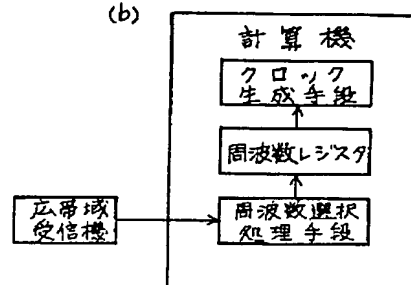 (b)
計算機
クロック
生成手段
周波数レジスタ
広帯域
受信機
周波数選択
処理手段